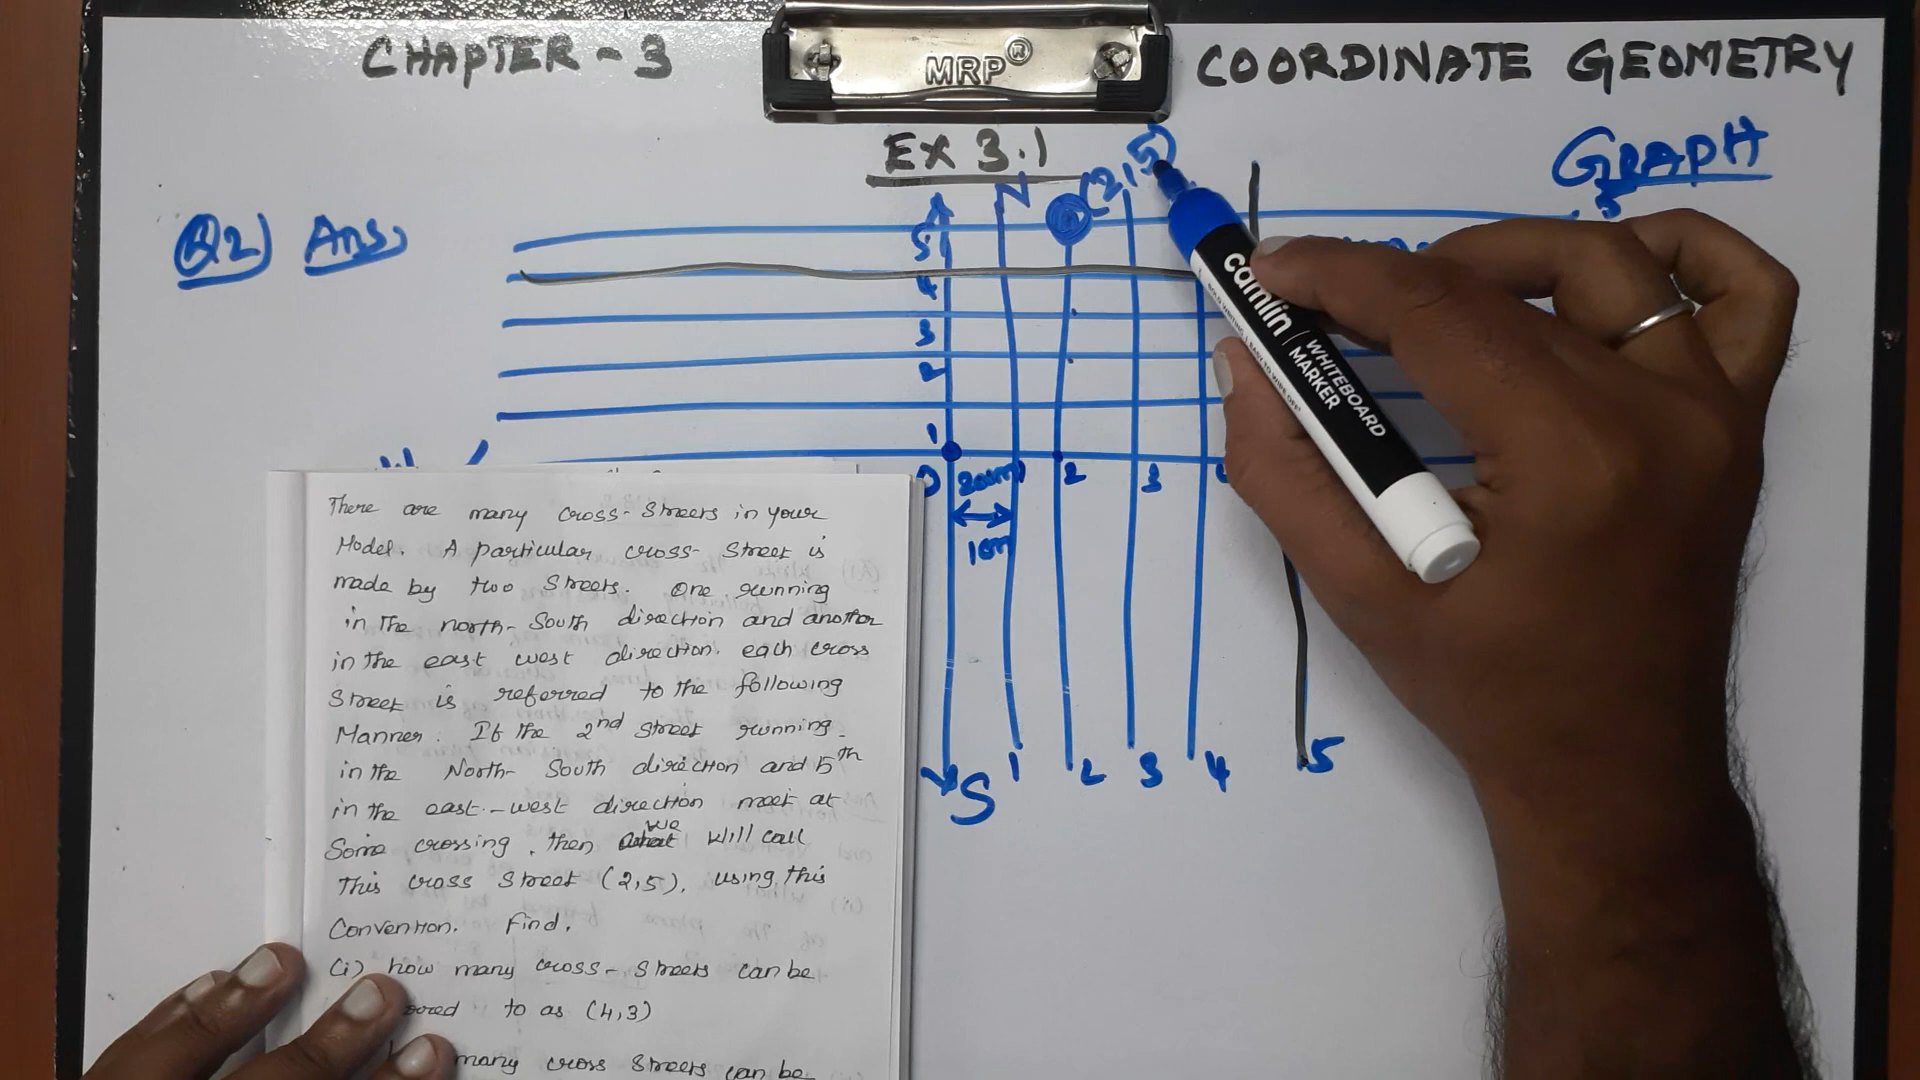 CHAPTER - 3
MRP®
COORDINATE GEOMETRY
EX 3.1
GRAPH
Q2) Ans,
N
(2,5)
5
5
4
3
2
1
0
200m
2
3
1cm
1
2
3
4
5
S
camlin
WHITEBOARD
MARKER
There are many cross-streets in your
Model. A particular cross-street is
made by two streets. One running
in the north-south direction and another
in the east west direction. each cross
street is referred to the following
Manner. If the 2nd street running
in the North-South direction and 5th
in the east-west direction meet at
Some crossing, then we will call
This cross street (2,5), using this
Convention. Find.
(i) how many cross-streets can be
to as (4,3)
many cross streets can be